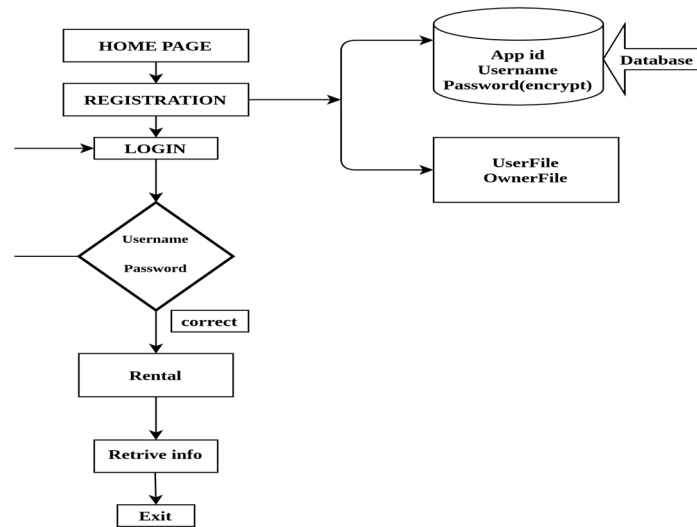 HOME PAGE
REGISTRATION
LOGIN
Username
Password
correct
Rental
Retrive info
Exit
App id
Username
Password(encrypt)
Database
UserFile
OwnerFile